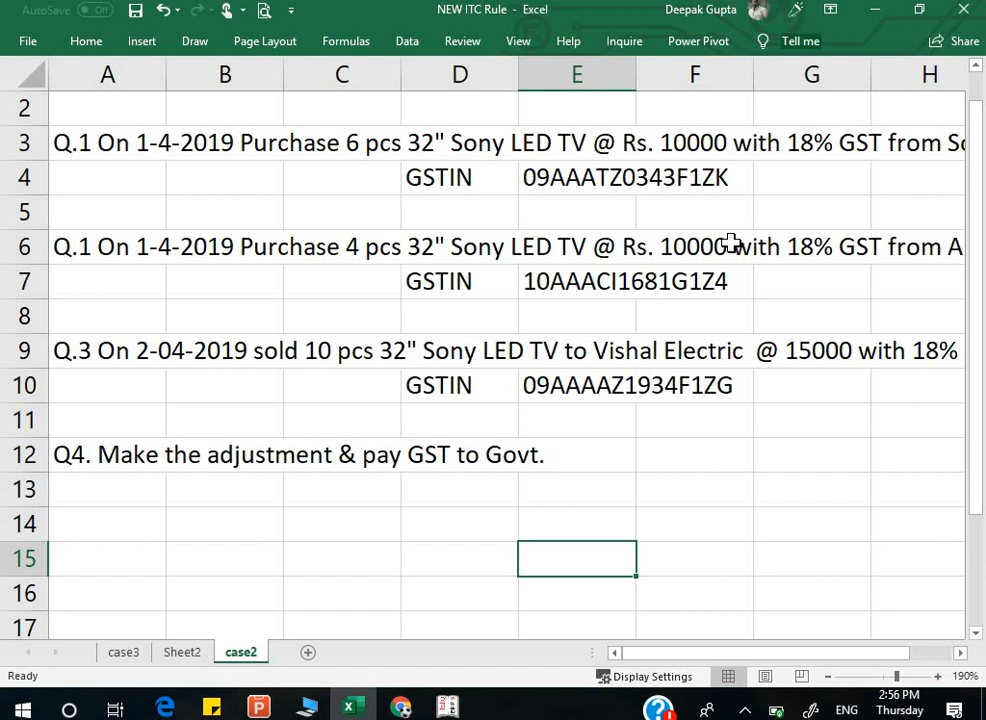 AutoSave Off NEW ITC Rule - Excel Deepak Gupta
File Home Insert Draw Page Layout Formulas Data Review View Help Inquire Power Pivot Tell me Share
A B C D E F G H
2
3 Q.1 On 1-4-2019 Purchase 6 pcs 32" Sony LED TV @ Rs. 10000 with 18% GST from
4 GSTIN 09AAATZ0343F1ZK
5
6 Q.1 On 1-4-2019 Purchase 4 pcs 32" Sony LED TV @ Rs. 10000 with 18% GST from A
7 GSTIN 10AAACI1681G1Z4
8
9 Q.3 On 2-04-2019 sold 10 pcs 32" Sony LED TV to Vishal Electric @ 15000 with 18%
10 GSTIN 09AAAAZ1934F1ZG
11
12 Q4. Make the adjustment & pay GST to Govt.
13
14
15
16
17
case3 Sheet2 case2
Ready Display Settings 190%
2:56 PM
ENG
Thursday